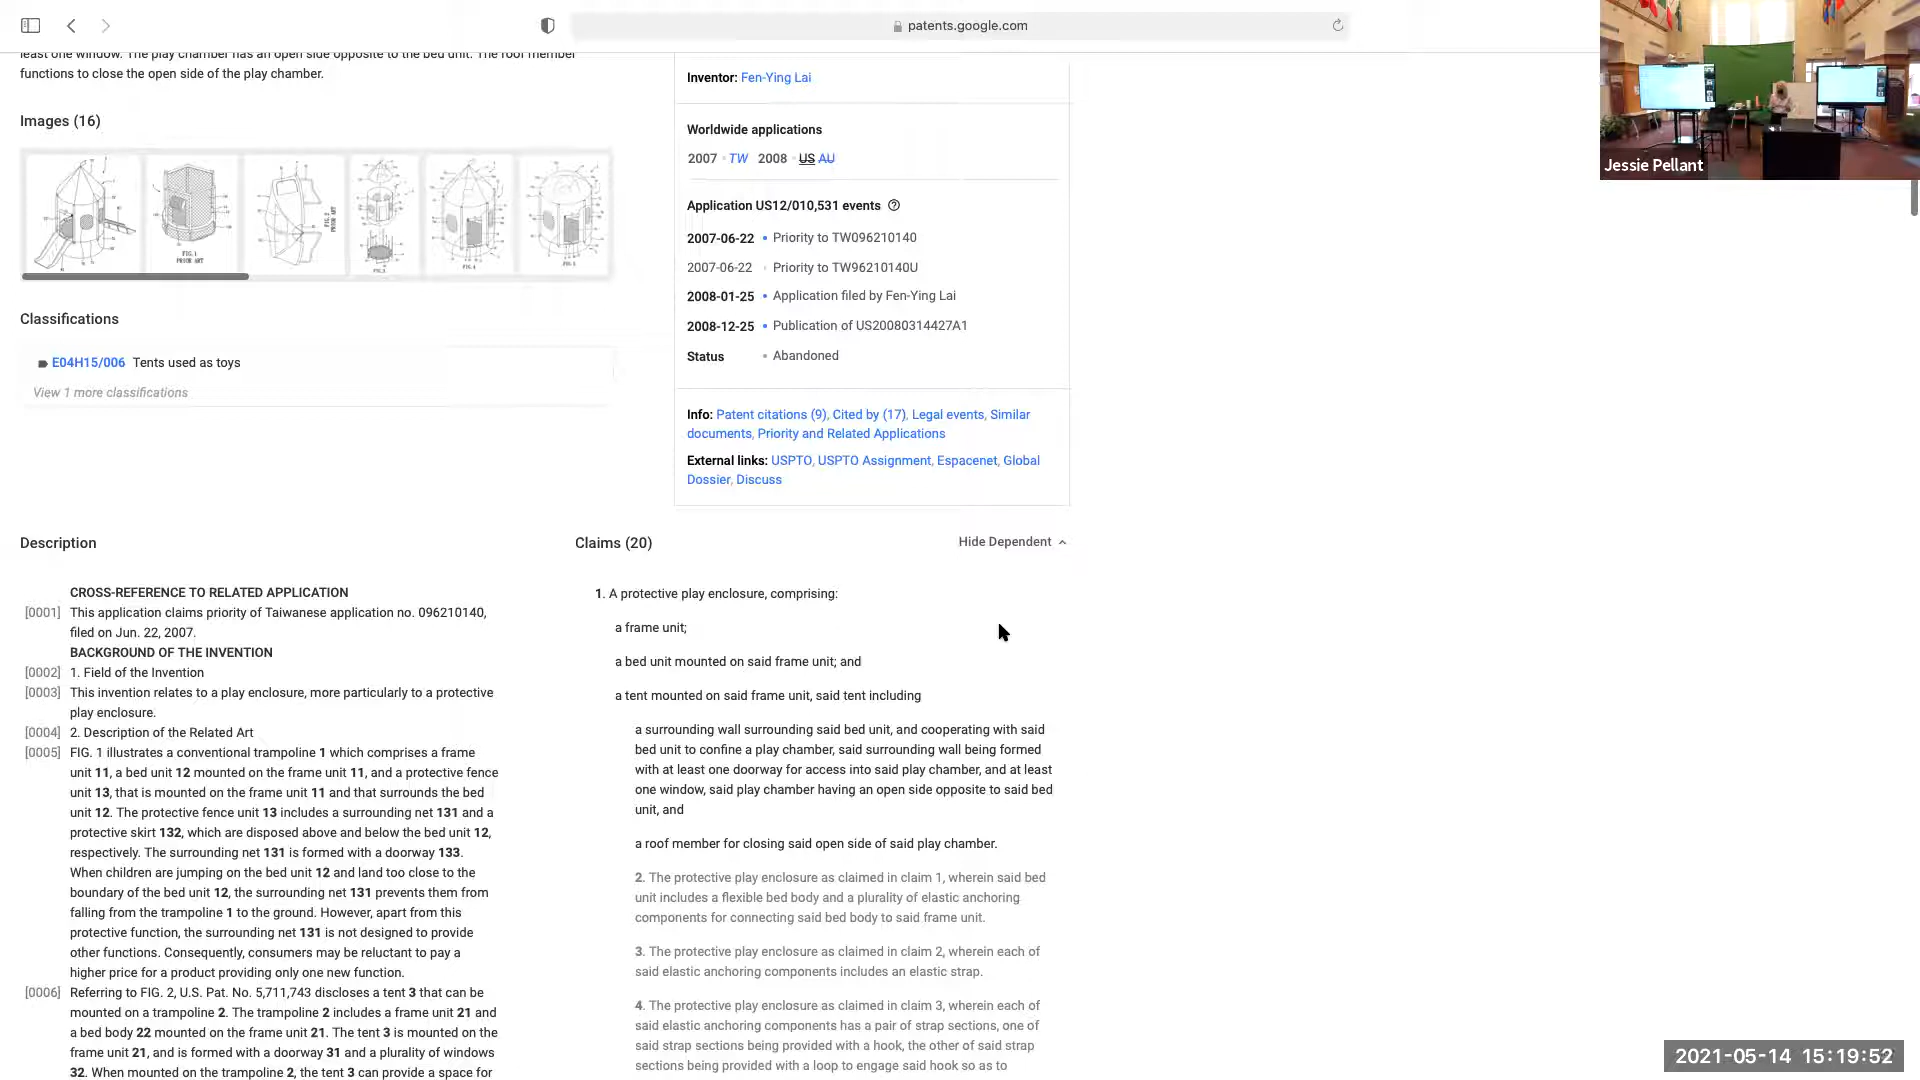 patents.google.com
least one window. The play chamber has an open side opposite to the bed unit. The roof member
functions to close the open side of the play chamber.
Images (16)
FIG. 1
PRIOR ART
FIG. 2
PRIOR ART
FIG. 3
FIG. 4
FIG. 5
Classifications
E04H15/006 Tents used as toys
View 1 more classifications
Inventor: Fen-Ying Lai
Worldwide applications
2007 TW 2008 US AU
Application US12/010,531 events
2007-06-22 Priority to TW096210140
2007-06-22 Priority to TW96210140U
2008-01-25 Application filed by Fen-Ying Lai
2008-12-25 Publication of US20080314427A1
Status Abandoned
Info: Patent citations (9), Cited by (17), Legal events, Similar
documents, Priority and Related Applications
External links: USPTO, USPTO Assignment, Espacenet, Global
Dossier, Discuss
Description
CROSS-REFERENCE TO RELATED APPLICATION
[0001] This application claims priority of Taiwanese application no. 096210140,
filed on Jun. 22, 2007.
BACKGROUND OF THE INVENTION
[0002] 1. Field of the Invention
[0003] This invention relates to a play enclosure, more particularly to a protective
play enclosure.
[0004] 2. Description of the Related Art
[0005] FIG. 1 illustrates a conventional trampoline 1 which comprises a frame
unit 11, a bed unit 12 mounted on the frame unit 11, and a protective fence
unit 13, that is mounted on the frame unit 11 and that surrounds the bed
unit 12. The protective fence unit 13 includes a surrounding net 131 and a
protective skirt 132, which are disposed above and below the bed unit 12,
respectively. The surrounding net 131 is formed with a doorway 133.
When children are jumping on the bed unit 12 and land too close to the
boundary of the bed unit 12, the surrounding net 131 prevents them from
falling from the trampoline 1 to the ground. However, apart from this
protective function, the surrounding net 131 is not designed to provide
other functions. Consequently, consumers may be reluctant to pay a
higher price for a product providing only one new function.
[0006] Referring to FIG. 2, U.S. Pat. No. 5,711,743 discloses a tent 3 that can be
mounted on a trampoline 2. The trampoline 2 includes a frame unit 21 and
a bed body 22 mounted on the frame unit 21. The tent 3 is mounted on the
frame unit 21, and is formed with a doorway 31 and a plurality of windows
32. When mounted on the trampoline 2, the tent 3 can provide a space for
Claims (20)
Hide Dependent
1. A protective play enclosure, comprising:
a frame unit;
a bed unit mounted on said frame unit; and
a tent mounted on said frame unit, said tent including
a surrounding wall surrounding said bed unit, and cooperating with said
bed unit to confine a play chamber, said surrounding wall being formed
with at least one doorway for access into said play chamber, and at least
one window, said play chamber having an open side opposite to said bed
unit, and
a roof member for closing said open side of said play chamber.
2. The protective play enclosure as claimed in claim 1, wherein said bed
unit includes a flexible bed body and a plurality of elastic anchoring
components for connecting said bed body to said frame unit.
3. The protective play enclosure as claimed in claim 2, wherein each of
said elastic anchoring components includes an elastic strap.
4. The protective play enclosure as claimed in claim 3, wherein each of
said elastic anchoring components has a pair of strap sections, one of
said strap sections being provided with a hook, the other of said strap
sections being provided with a loop to engage said hook so as to
Jessie Pellant
2021-05-14 15:19:52